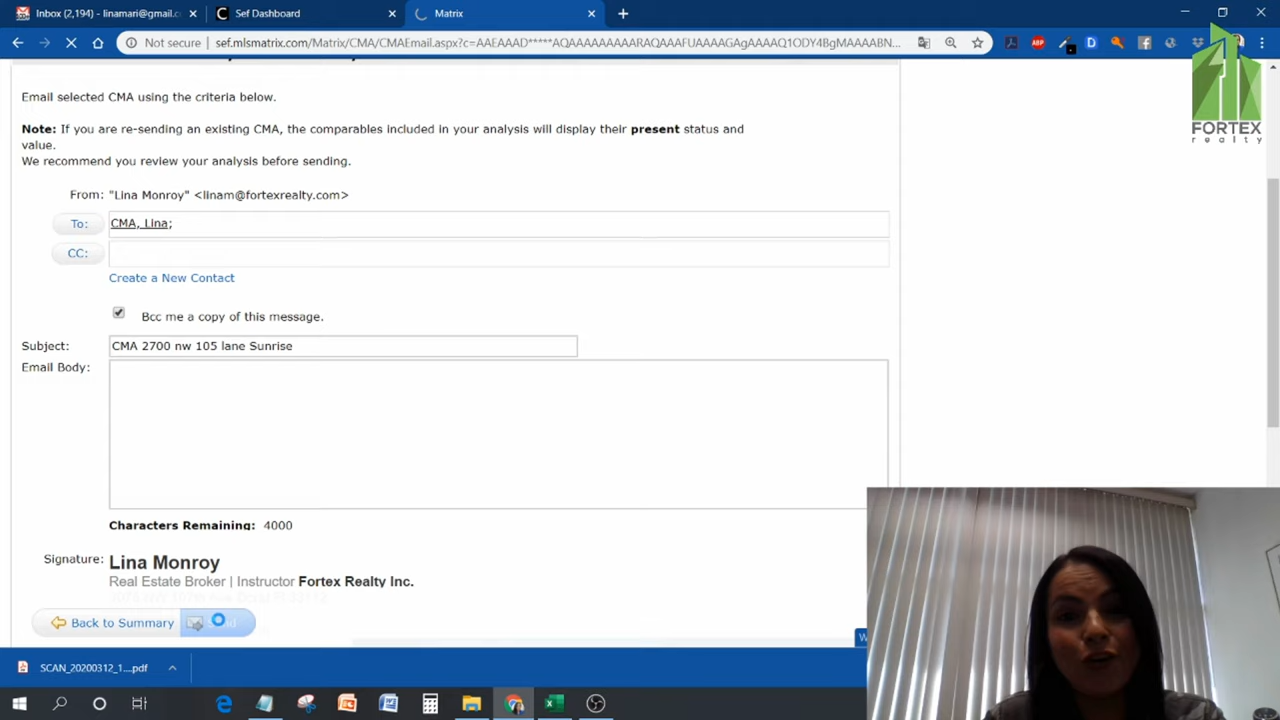 Inbox (2,194) - linamari@gmail.c
Sef Dashboard
Matrix
Not secure
sef.mlsmatrix.com/Matrix/CMA/CMAEmail.aspx?c=AAEAAAD*****AQAAAAAAAARAQAAAFUAAAAGAgAAAAQ1ODY4BgMAAAABN...
ABP
FORTEX
realty
Email selected CMA using the criteria below.
Note: If you are re-sending an existing CMA, the comparables included in your analysis will display their present status and
value.
We recommend you review your analysis before sending.
From: "Lina Monroy" <linam@fortexrealty.com>
To: CMA, Lina;
CC:
Create a New Contact
Bcc me a copy of this message.
Subject: CMA 2700 nw 105 lane Sunrise
Email Body:
Characters Remaining: 4000
Signature: Lina Monroy
Real Estate Broker | Instructor Fortex Realty Inc.
Back to Summary
SCAN_20200312_1....pdf